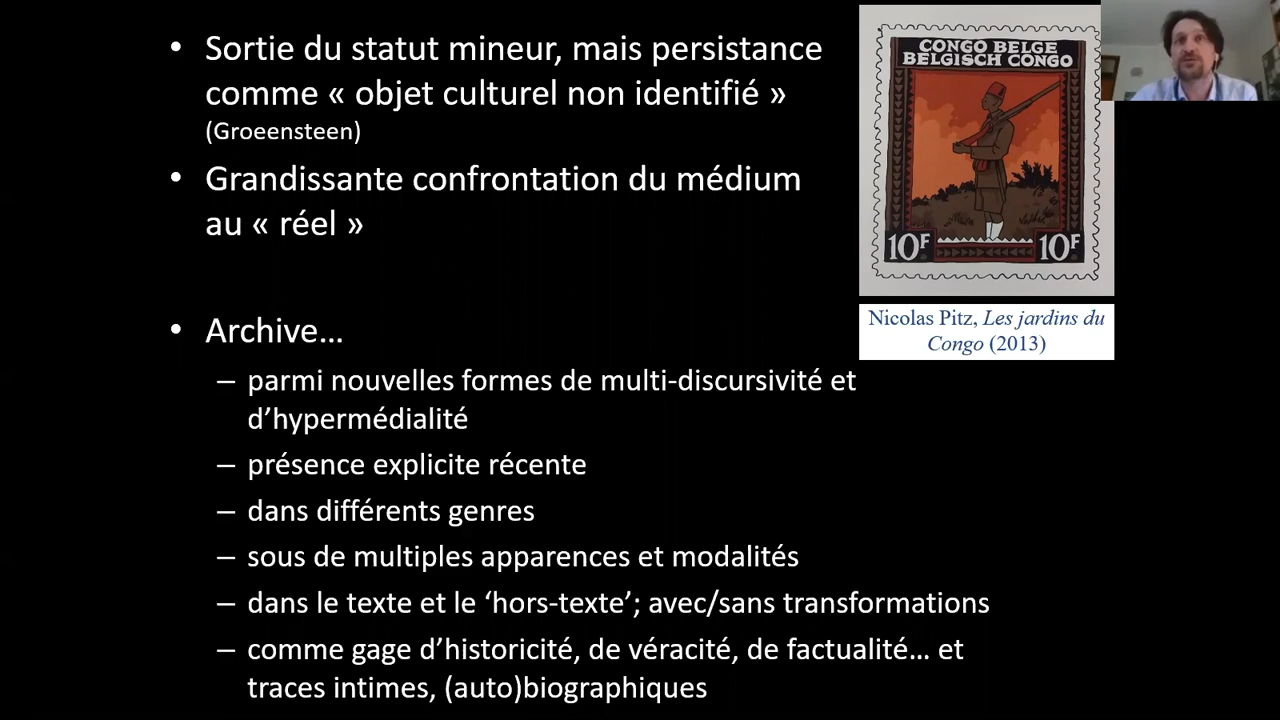 • Sortie du statut mineur, mais persistance
comme « objet culturel non identifié »
(Groeensteen)
• Grandissante confrontation du médium
au « réel »
• Archive…
– parmi nouvelles formes de multi-discursivité et
d’hypermédialité
– présence explicite récente
– dans différents genres
– sous de multiples apparences et modalités
– dans le texte et le ‘hors-texte’; avec/sans transformations
– comme gage d’historicité, de véracité, de factualité… et
traces intimes, (auto)biographiques
CONGO BELGE
BELGISCH CONGO
10F 10F
Nicolas Pitz, Les jardins du
Congo (2013)